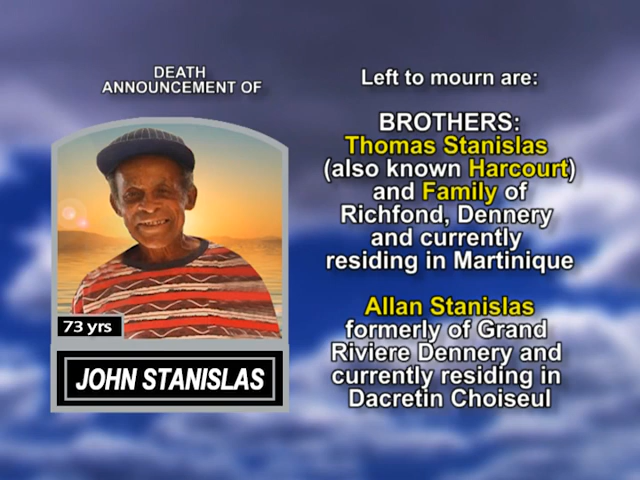 DEATH
ANNOUNCEMENT OF
73 yrs
JOHN STANISLAS
Left to mourn are:
BROTHERS:
Thomas Stanislas
(also known Harcourt)
and Family of
Richfond, Dennery
and currently
residing in Martinique
Allan Stanislas
formerly of Grand
Riviere Dennery and
currently residing in
Dacretin Choiseul